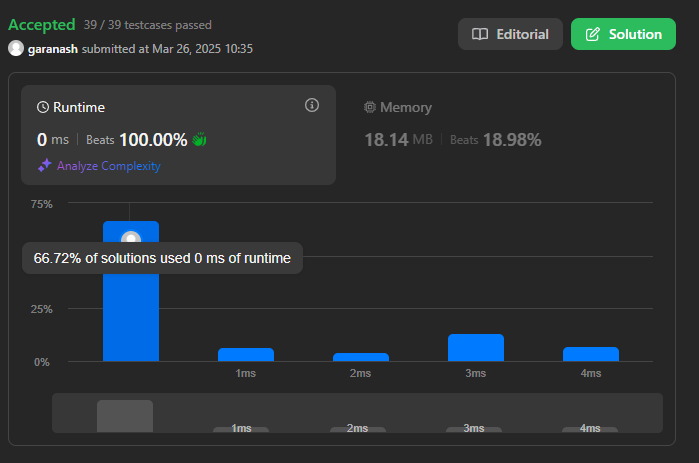 Accepted 39 / 39 testcases passed
garanash submitted at Mar 26, 2025 10:35
Editorial
Solution
Runtime
0 ms | Beats 100.00%
Analyze Complexity
Memory
18.14 MB | Beats 18.98%
75%
66.72% of solutions used 0 ms of runtime
25%
0%
1ms 2ms 3ms 4ms
1ms 2ms 3ms 4ms